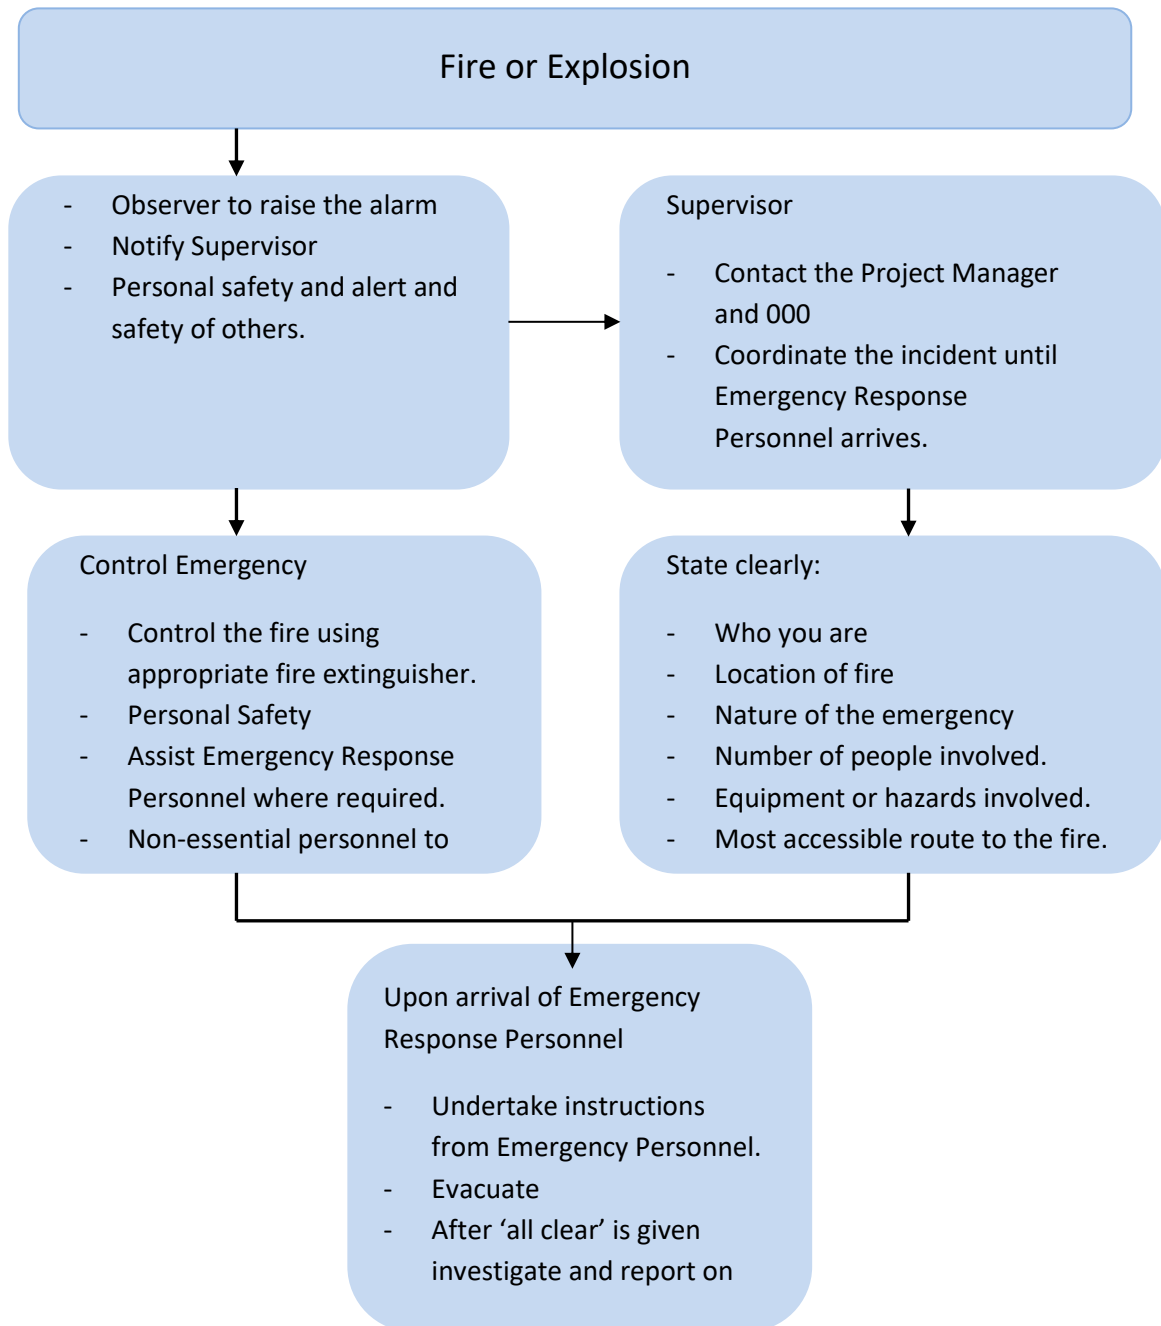 Fire or Explosion
- Observer to raise the alarm
- Notify Supervisor
- Personal safety and alert and
safety of others.
Supervisor
- Contact the Project Manager
and 000
- Coordinate the incident until
Emergency Response
Personnel arrives.
Control Emergency
- Control the fire using
appropriate fire extinguisher.
- Personal Safety
- Assist Emergency Response
Personnel where required.
- Non-essential personnel to
State clearly:
- Who you are
- Location of fire
- Nature of the emergency
- Number of people involved.
- Equipment or hazards involved.
- Most accessible route to the fire.
Upon arrival of Emergency
Response Personnel
- Undertake instructions
from Emergency Personnel.
- Evacuate
- After ‘all clear’ is given
investigate and report on